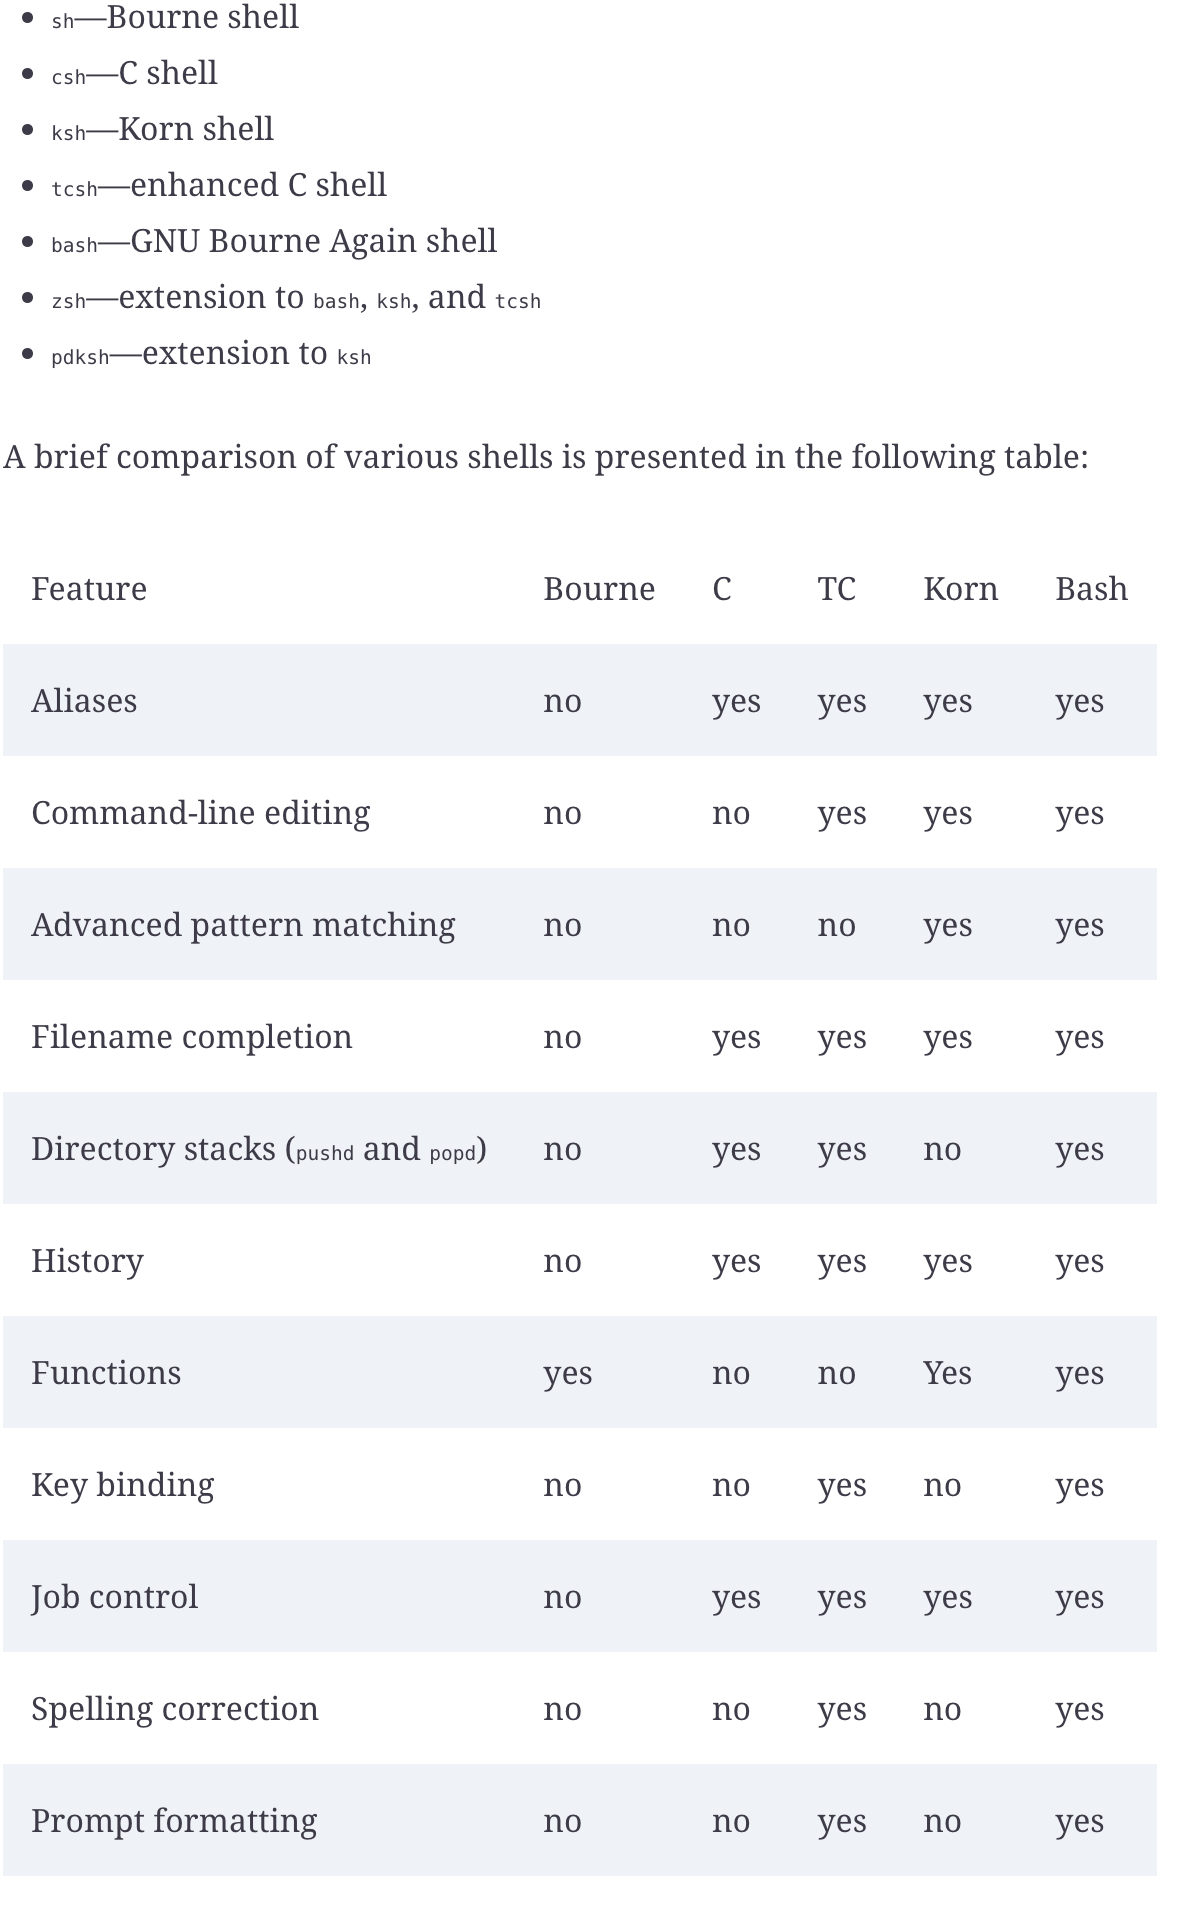 • sh—Bourne shell
• csh—C shell
• ksh—Korn shell
• tcsh—enhanced C shell
• bash—GNU Bourne Again shell
• zsh—extension to bash, ksh, and tcsh
• pdksh—extension to ksh
A brief comparison of various shells is presented in the following table:
Feature Bourne C TC Korn Bash
Aliases no yes yes yes yes
Command-line editing no no yes yes yes
Advanced pattern matching no no no yes yes
Filename completion no yes yes yes yes
Directory stacks (pushd and popd) no yes yes no yes
History no yes yes yes yes
Functions yes no no Yes yes
Key binding no no yes no yes
Job control no yes yes yes yes
Spelling correction no no yes no yes
Prompt formatting no no yes no yes